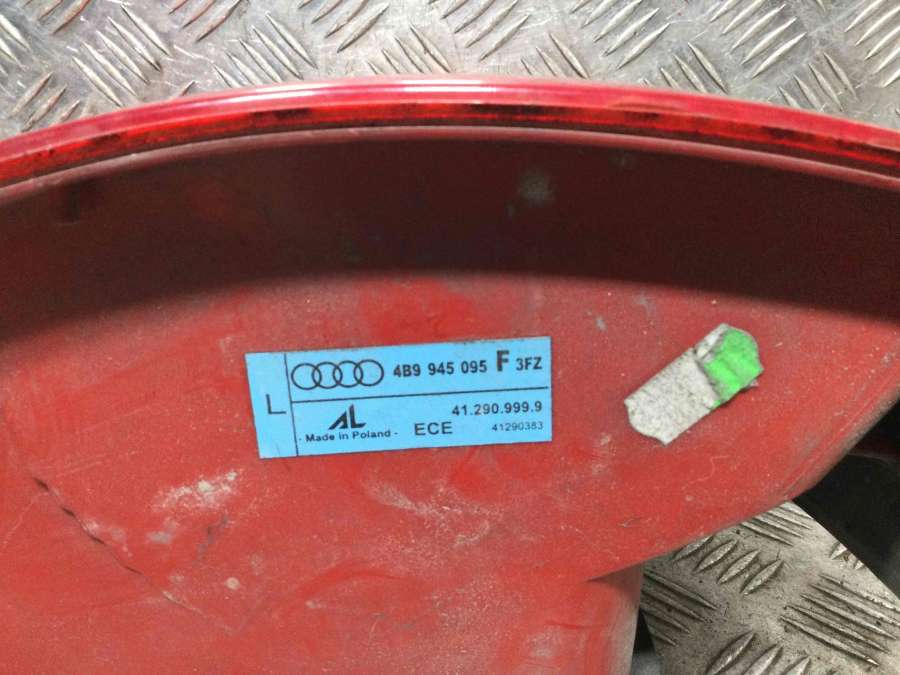 L
4B9 945 095 F 3FZ
41.290.999.9
AL
- Made in Poland - ECE 41290383